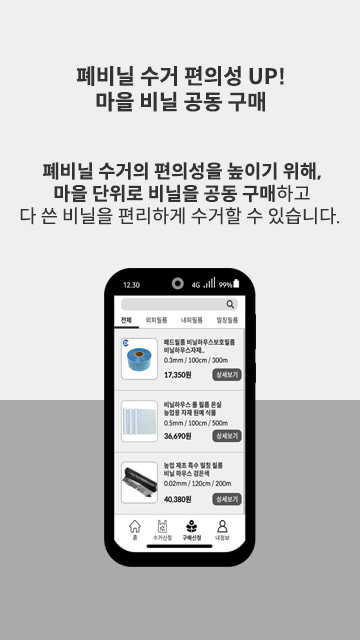 폐비닐 수거 편의성 UP!
마을 비닐 공동 구매
폐비닐 수거의 편의성을 높이기 위해,
마을 단위로 비닐을 공동 구매하고
다 쓴 비닐을 편리하게 수거할 수 있습니다.
12.30 4G 99%
전체 외피필름 내피필름 멀칭필름
패드필름 비닐하우스보호필름
비닐하우스자재..
0.3mm / 100cm / 300m
17,350원 상세보기
비닐하우스 롤 필름 온실
농업용 자재 원예 식물
0.5mm / 100cm / 500m
36,690원 상세보기
농업 제초 특수 멀칭 필름
비닐 하우스 검은색
0.02mm / 120cm / 200m
40,380원 상세보기
홈 수거신청 구매신청 내정보